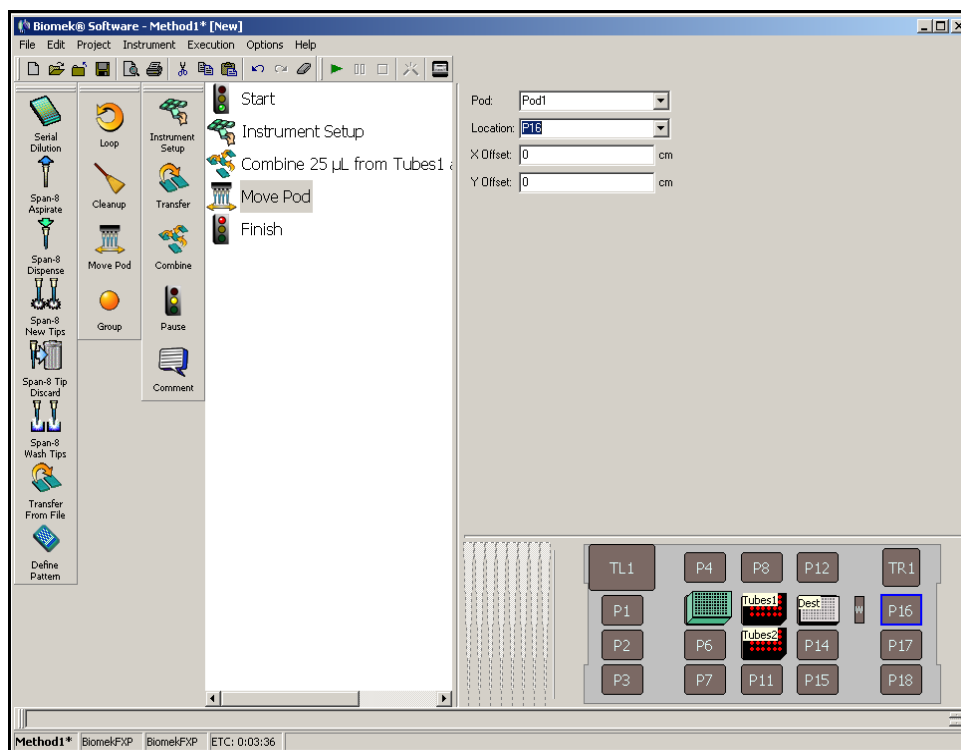 Biomek® Software - Method1* [New]
File Edit Project Instrument Execution Options Help
Serial
Dilution
Span-8
Aspirate
Span-8
Dispense
Span-8
New Tips
Span-8 Tip
Discard
Span-8
Wash Tips
Transfer
From File
Define
Pattern
Loop
Cleanup
Move Pod
Group
Instrument
Setup
Transfer
Combine
Pause
Comment
Start
Instrument Setup
Combine 25 µL from Tubes1 a
Move Pod
Finish
Pod: Pod1
Location: P16
X Offset: 0 cm
Y Offset: 0 cm
TL1 P4 P8 P12 TR1
P1 Tubes1 Dest W P16
P2 P6 Tubes2 P14 P17
P3 P7 P11 P15 P18
Method1* BiomekFXP BiomekFXP ETC: 0:03:36